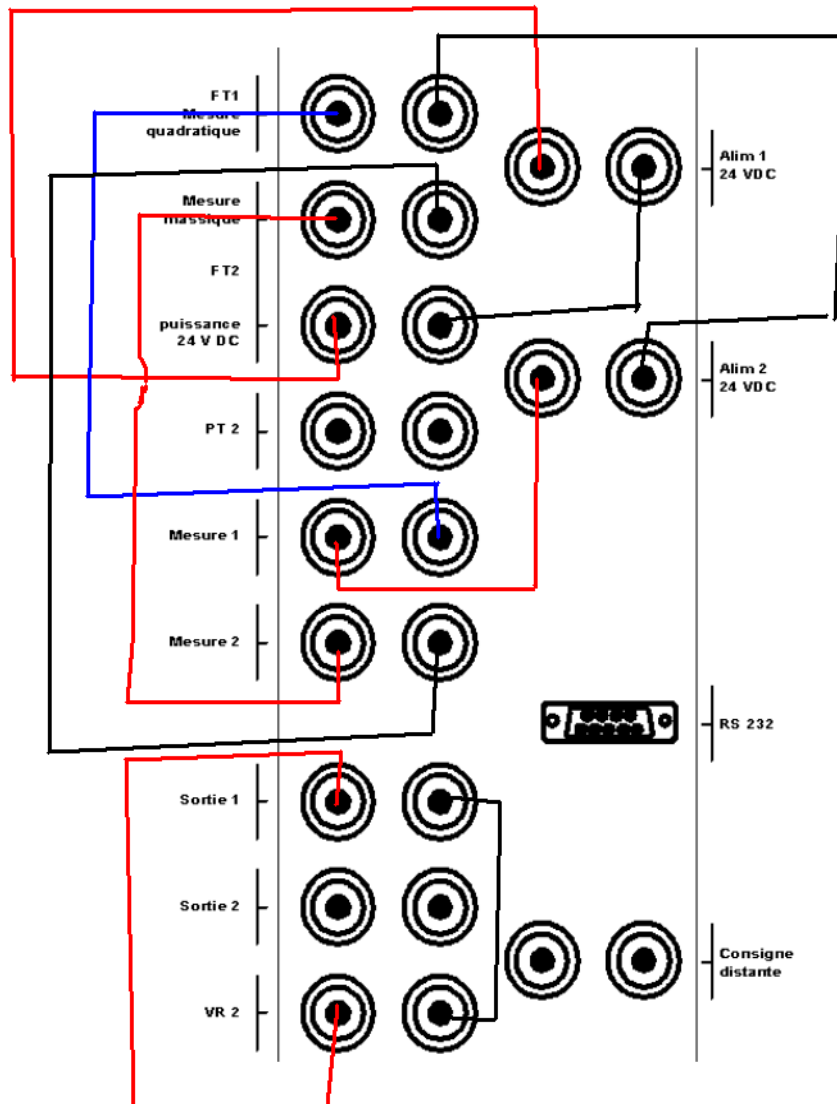 FT1
Mesure
quadratique
Alim 1
24 VDC
Mesure
massique
FT2
puissance
24 V DC
Alim 2
24 VDC
PT 2
Mesure 1
Mesure 2
RS 232
Sortie 1
Sortie 2
Consigne
distante
VR 2